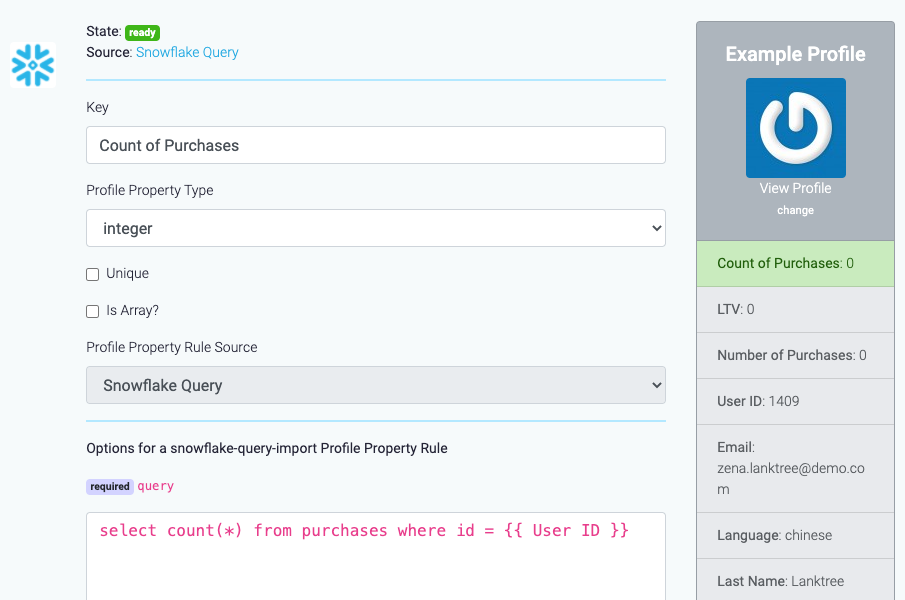 State: ready
Source: Snowflake Query
Key
Count of Purchases
Profile Property Type
integer
Unique
Is Array?
Profile Property Rule Source
Snowflake Query
Options for a snowflake-query-import Profile Property Rule
required query
select count(*) from purchases where id = {{ User ID }}
Example Profile
View Profile
change
Count of Purchases: 0
LTV: 0
Number of Purchases: 0
User ID: 1409
Email:
zena.lanktree@demo.co
m
Language: chinese
Last Name: Lanktree